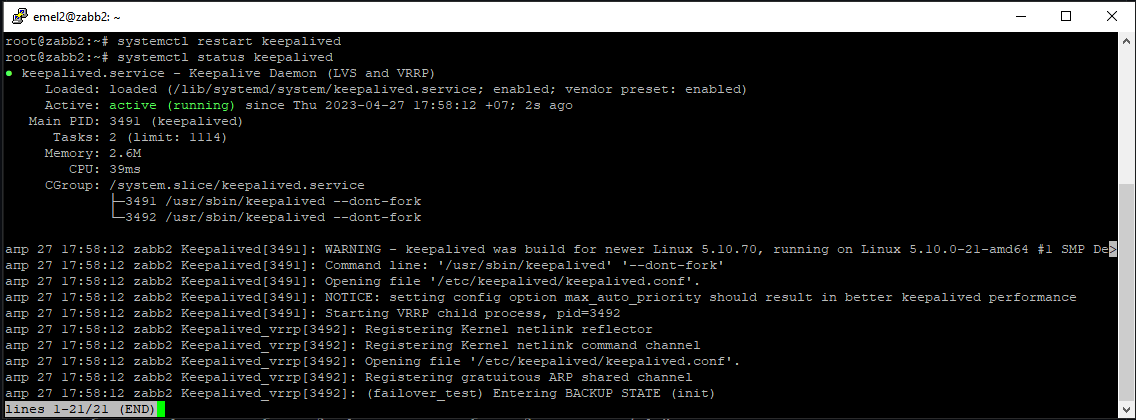 emel2@zabb2: ~
root@zabb2:~# systemctl restart keepalived
root@zabb2:~# systemctl status keepalived
● keepalived.service - Keepalive Daemon (LVS and VRRP)
     Loaded: loaded (/lib/systemd/system/keepalived.service; enabled; vendor preset: enabled)
     Active: active (running) since Thu 2023-04-27 17:58:12 +07; 2s ago
   Main PID: 3491 (keepalived)
      Tasks: 2 (limit: 1114)
     Memory: 2.6M
        CPU: 39ms
     CGroup: /system.slice/keepalived.service
             ├─3491 /usr/sbin/keepalived --dont-fork
             └─3492 /usr/sbin/keepalived --dont-fork
апр 27 17:58:12 zabb2 Keepalived[3491]: WARNING - keepalived was build for newer Linux 5.10.70, running on Linux 5.10.0-21-amd64 #1 SMP De>
апр 27 17:58:12 zabb2 Keepalived[3491]: Command line: '/usr/sbin/keepalived' '--dont-fork'
апр 27 17:58:12 zabb2 Keepalived[3491]: Opening file '/etc/keepalived/keepalived.conf'.
апр 27 17:58:12 zabb2 Keepalived[3491]: NOTICE: setting config option max_auto_priority should result in better keepalived performance
апр 27 17:58:12 zabb2 Keepalived[3491]: Starting VRRP child process, pid=3492
апр 27 17:58:12 zabb2 Keepalived_vrrp[3492]: Registering Kernel netlink reflector
апр 27 17:58:12 zabb2 Keepalived_vrrp[3492]: Registering Kernel netlink command channel
апр 27 17:58:12 zabb2 Keepalived_vrrp[3492]: Opening file '/etc/keepalived/keepalived.conf'.
апр 27 17:58:12 zabb2 Keepalived_vrrp[3492]: Registering gratuitous ARP shared channel
апр 27 17:58:12 zabb2 Keepalived_vrrp[3492]: (failover_test) Entering BACKUP STATE (init)
lines 1-21/21 (END)